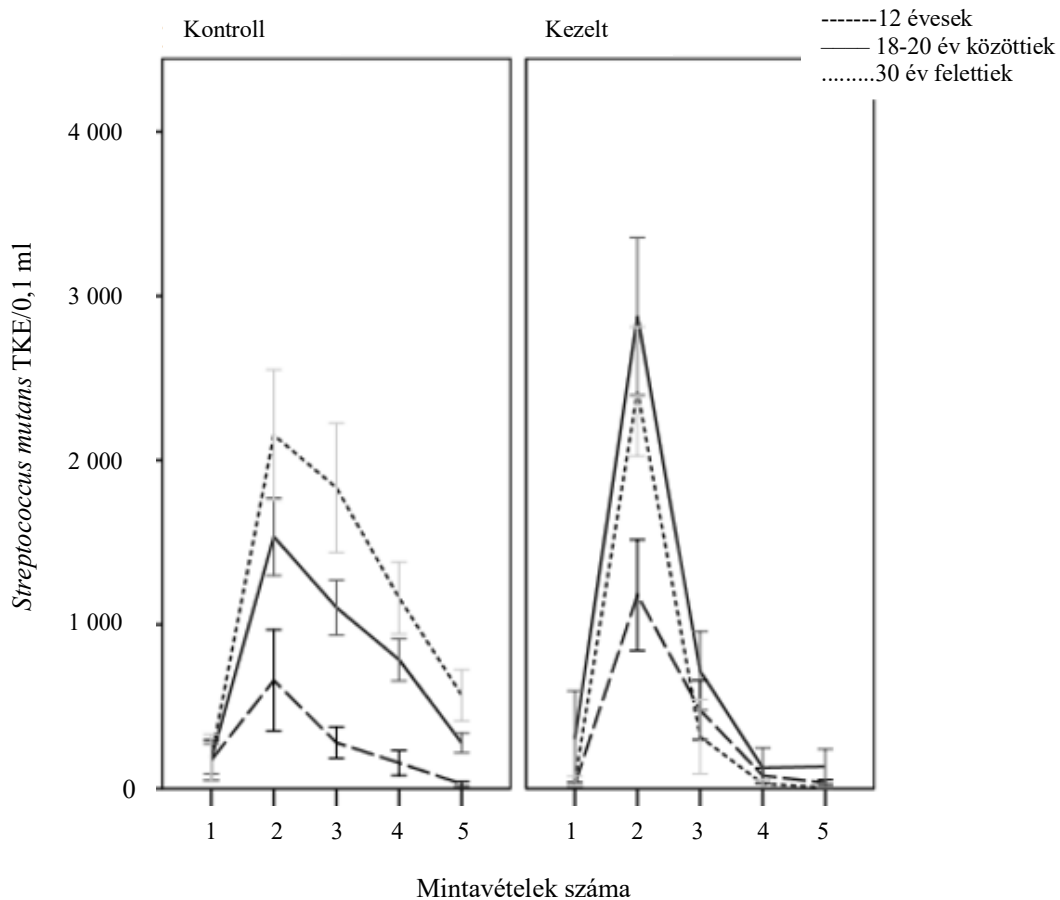 Kontroll
Kezelt
-------12 évesek
—— 18-20 év közöttiek
.........30 év felettiek
Streptococcus mutans TKE/0,1 ml
4 000
3 000
2 000
1 000
0
1 2 3 4 5
1 2 3 4 5
Mintavételek száma